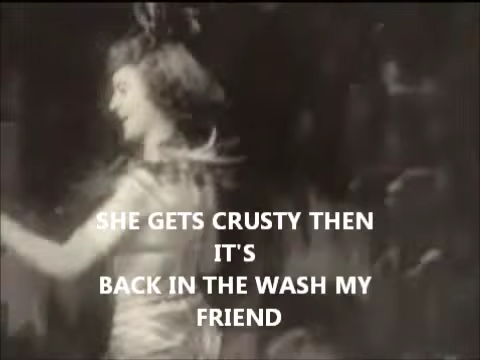 SHE GETS CRUSTY THEN
IT'S
BACK IN THE WASH MY
FRIEND